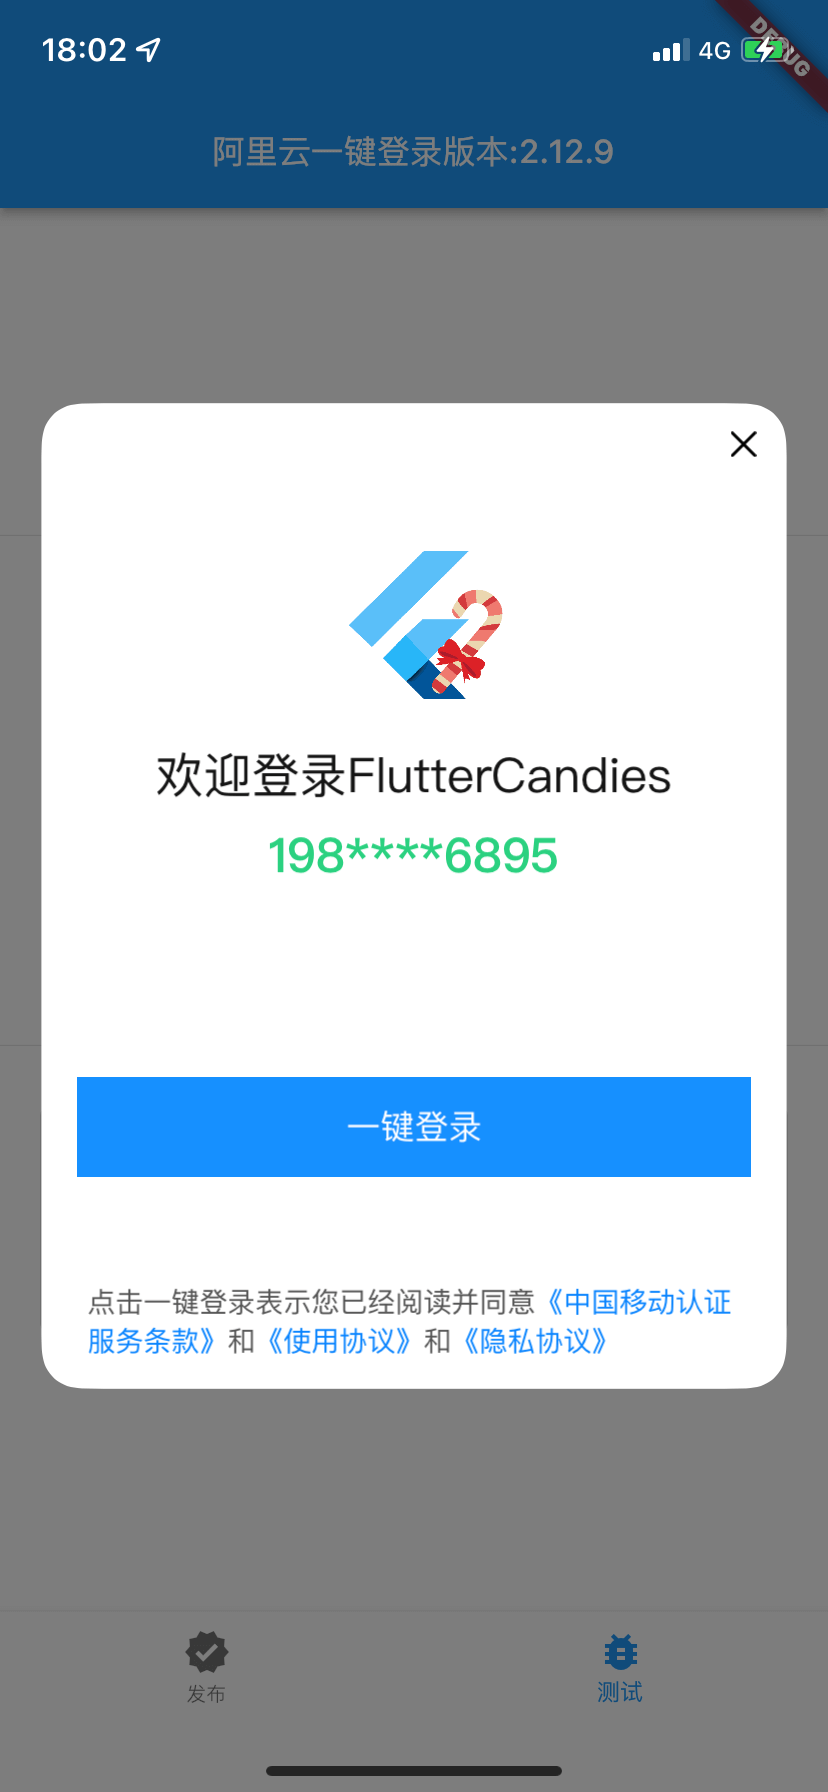 18:02
4G
DEBUG
阿里云一键登录版本:2.12.9
欢迎登录FlutterCandies
198****6895
一键登录
点击一键登录表示您已经阅读并同意《中国移动认证
服务条款》和《使用协议》和《隐私协议》
发布
测试